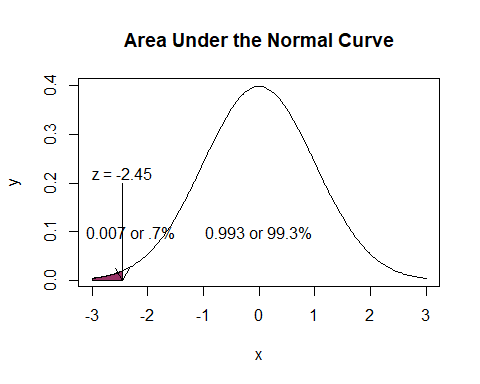 Area Under the Normal Curve
0.4
0.3
0.2
0.1
0.0
y
z = -2.45
0.007 or .7%
0.993 or 99.3%
-3 -2 -1 0 1 2 3
x